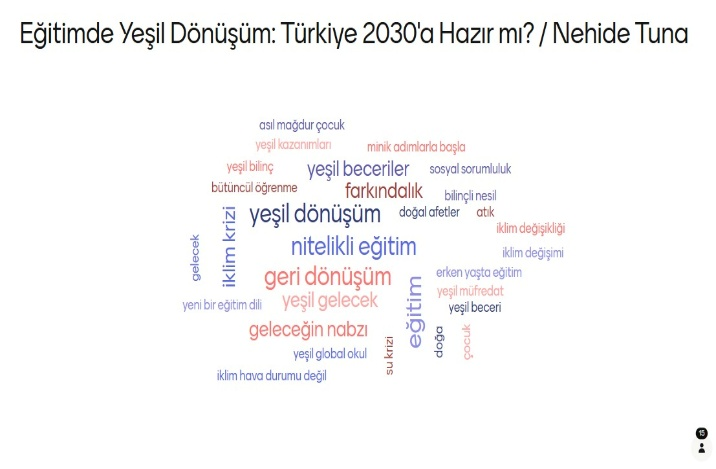 Eğitimde Yeşil Dönüşüm: Türkiye 2030'a Hazır mı? / Nehide Tuna
asıl mağdur çocuk
yeşil kazanımları
minik adımlarla başla
yeşil bilinç
yeşil beceriler
sosyal sorumluluk
bütüncül öğrenme
farkındalık
bilinçli nesil
yeşil dönüşüm
doğal afetler
atık
iklim krizi
iklim değişikliği
gelecek
nitelikli eğitim
iklim değişimi
geri dönüşüm
erken yaşta eğitim
yeşil gelecek
eğitim
yeşil müfredat
yeni bir eğitim dili
yeşil beceri
geleceğin nabzı
doğa
çocuk
yeşil global okul
su krizi
iklim hava durumu değil
15